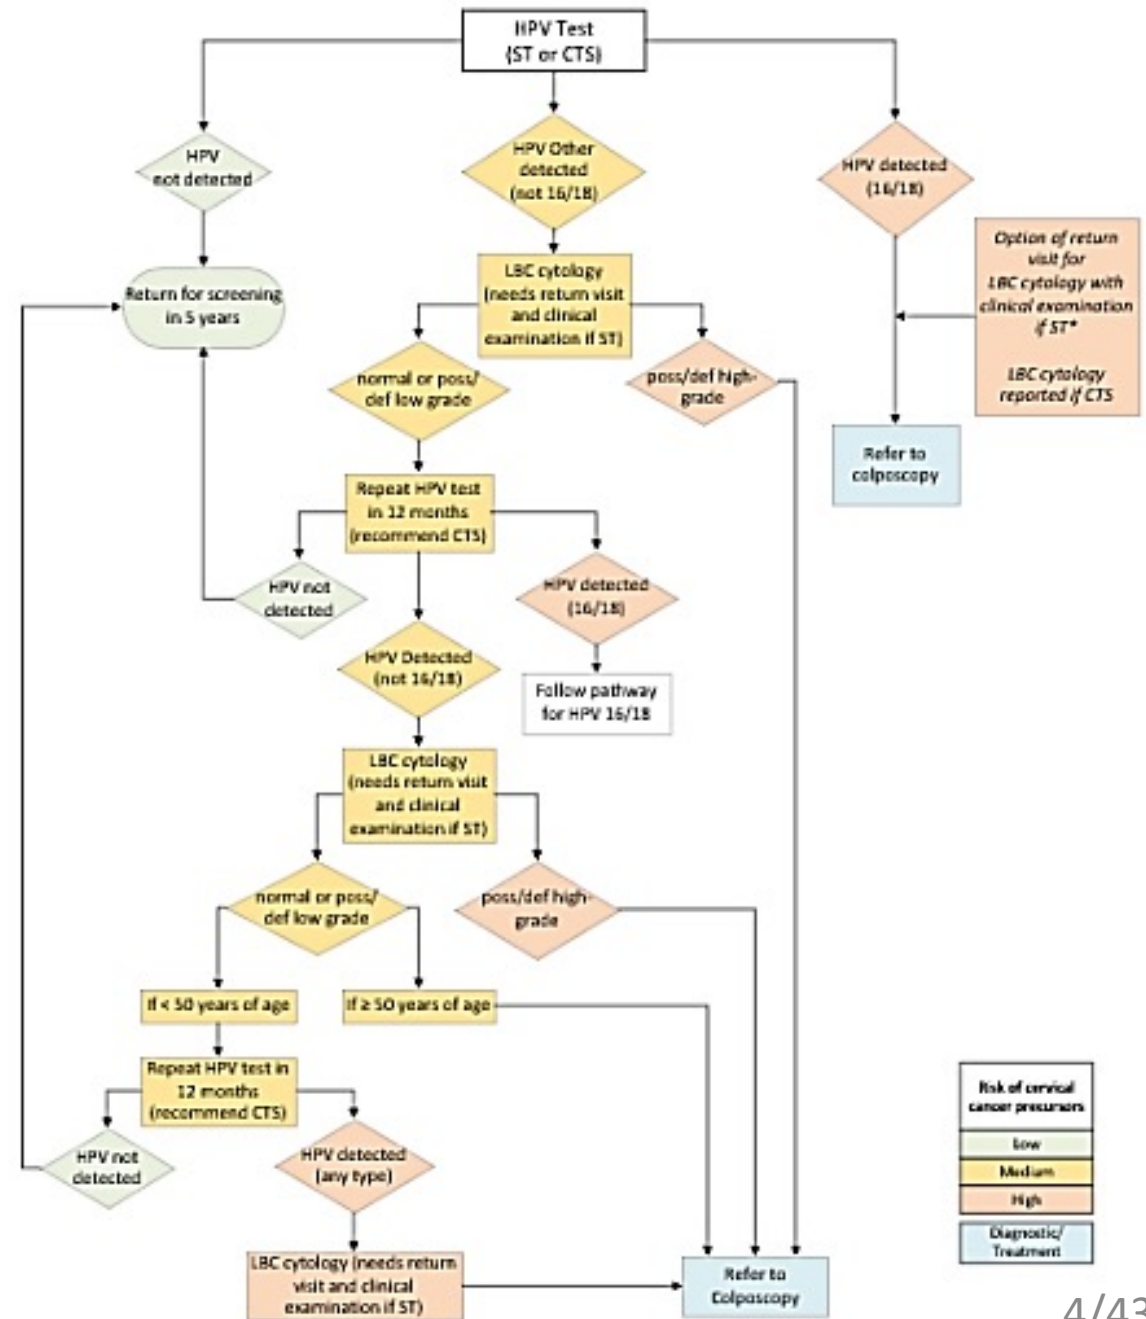 HPV Test
(ST or CTS)
HPV
not detected
HPV Other
detected
(not 16/18)
HPV detected
(16/18)
Return for screening
in 5 years
LBC cytology
(needs return visit
and clinical
examination if ST)
Option of return
visit for
LBC cytology with
clinical examination
if ST*
LBC cytology
reported if CTS
normal or poss/
def low grade
poss/def high-
grade
Refer to
colposcopy
Repeat HPV test
in 12 months
(recommend CTS)
HPV not
detected
HPV detected
(16/18)
HPV Detected
(not 16/18)
Follow pathway
for HPV 16/18
LBC cytology
(needs return visit
and clinical
examination if ST)
normal or poss/
def low grade
poss/def high-
grade
If < 50 years of age
If ≥ 50 years of age
Repeat HPV test in
12 months
(recommend CTS)
HPV not
detected
HPV detected
(any type)
LBC cytology (needs return
visit and clinical
examination if ST)
Refer to
Colposcopy
Risk of cervical
cancer precursors
Low
Medium
High
Diagnostic/
Treatment
4/43